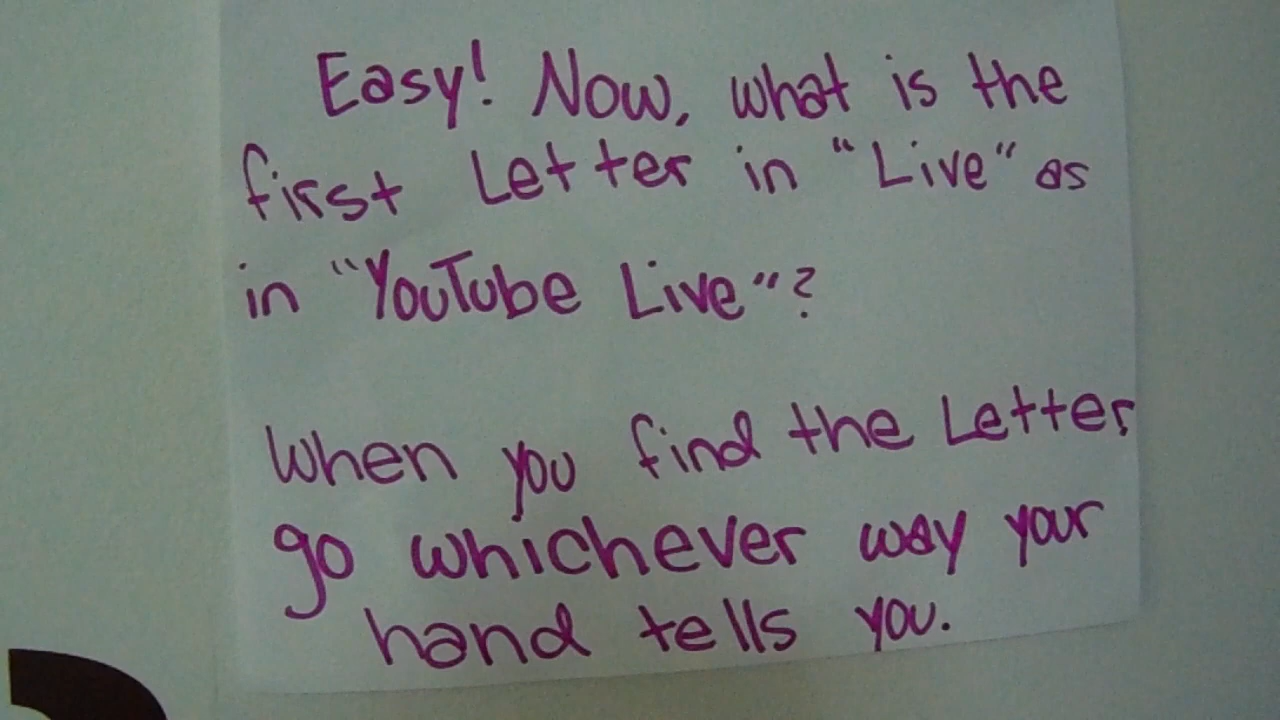 Easy! Now, what is the
first Letter in "Live" as
in "YouTube Live"?
When you find the Letter,
go whichever way your
hand tells you.